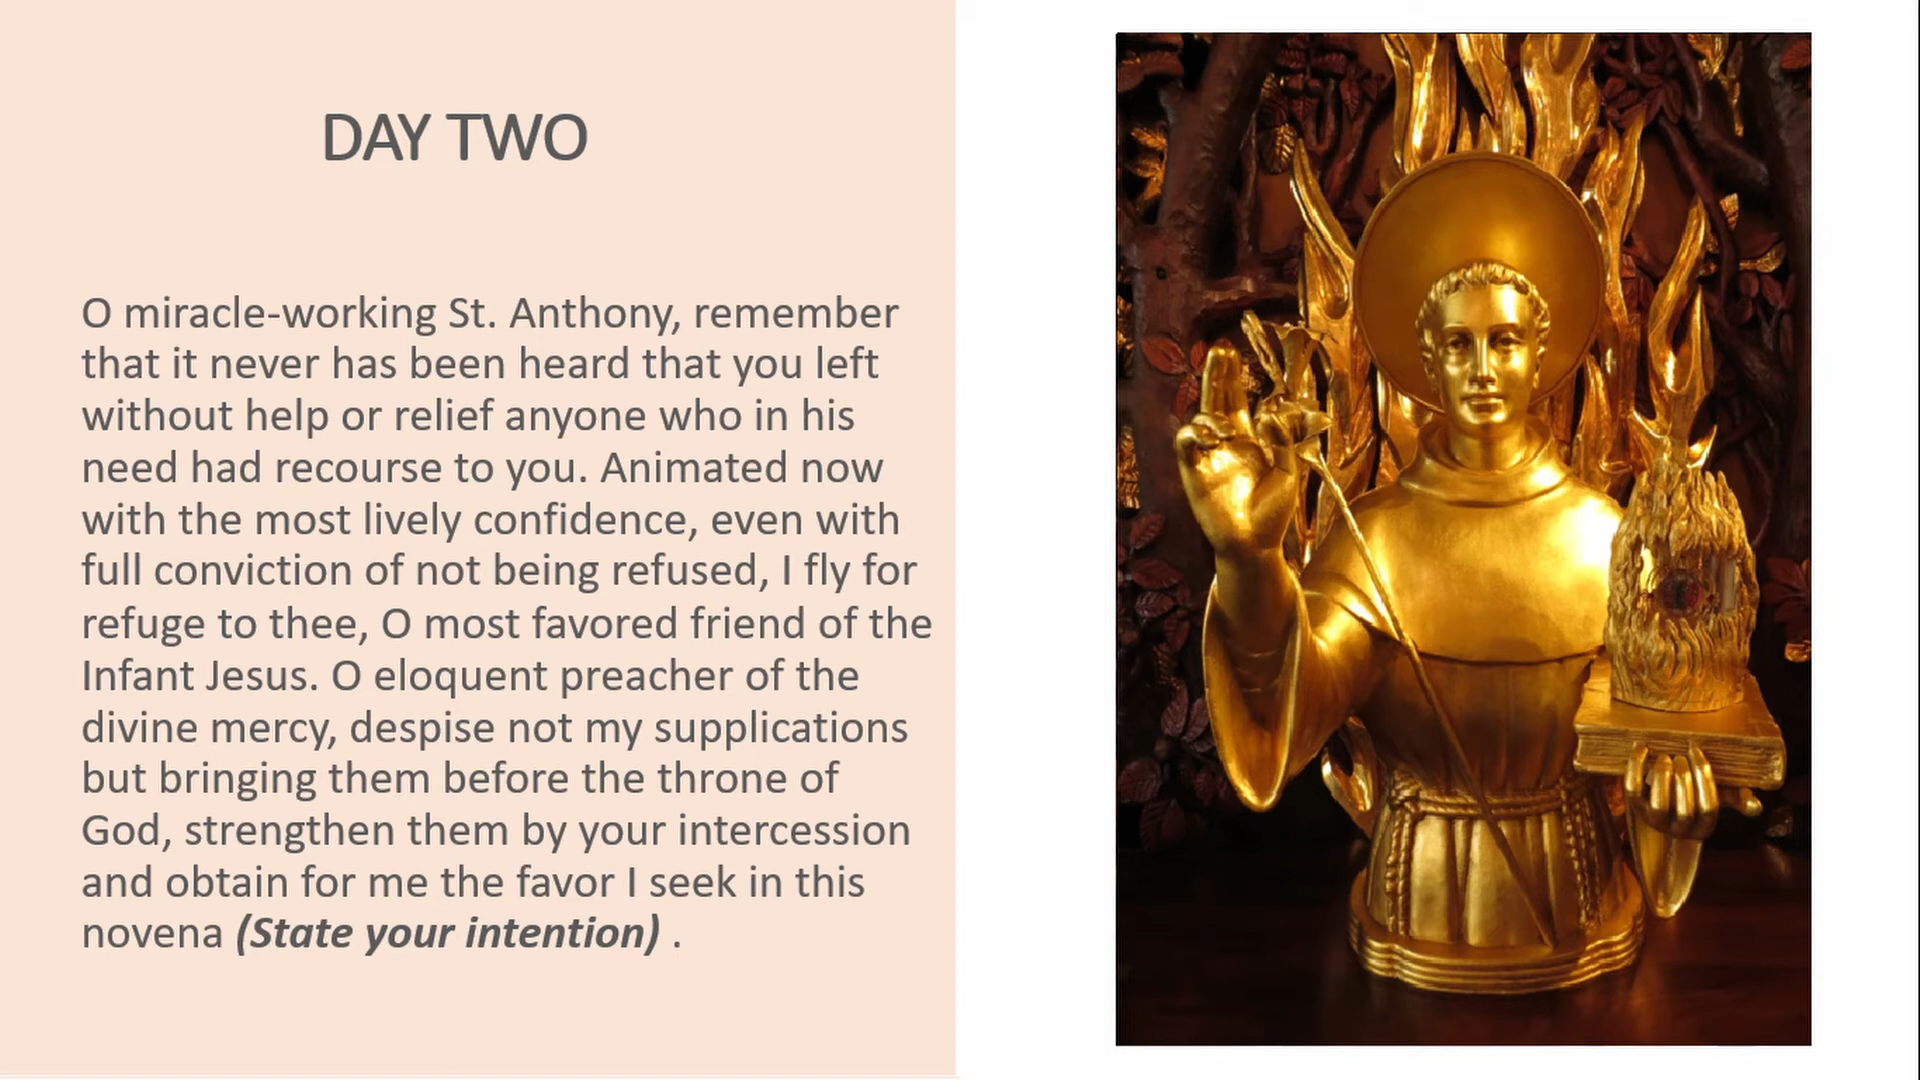 DAY TWO
O miracle-working St. Anthony, remember
that it never has been heard that you left
without help or relief anyone who in his
need had recourse to you. Animated now
with the most lively confidence, even with
full conviction of not being refused, I fly for
refuge to thee, O most favored friend of the
Infant Jesus. O eloquent preacher of the
divine mercy, despise not my supplications
but bringing them before the throne of
God, strengthen them by your intercession
and obtain for me the favor I seek in this
novena (State your intention) .